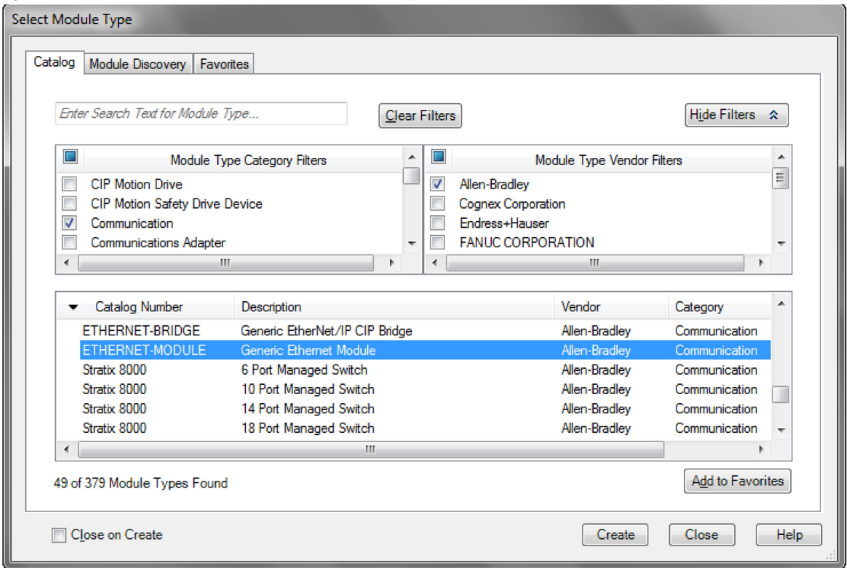 Select Module Type
Catalog Module Discovery Favorites
Enter Search Text for Module Type...
Clear Filters
Hide Filters
Module Type Category Filters
CIP Motion Drive
CIP Motion Safety Drive Device
Communication
Communications Adapter
Module Type Vendor Filters
Allen-Bradley
Cognex Corporation
Endress+Hauser
FANUC CORPORATION
Catalog Number Description Vendor Category
ETHERNET-BRIDGE Generic EtherNet/IP CIP Bridge Allen-Bradley Communication
ETHERNET-MODULE Generic Ethernet Module Allen-Bradley Communication
Stratix 8000 6 Port Managed Switch Allen-Bradley Communication
Stratix 8000 10 Port Managed Switch Allen-Bradley Communication
Stratix 8000 14 Port Managed Switch Allen-Bradley Communication
Stratix 8000 18 Port Managed Switch Allen-Bradley Communication
49 of 379 Module Types Found
Add to Favorites
Close on Create
Create Close Help